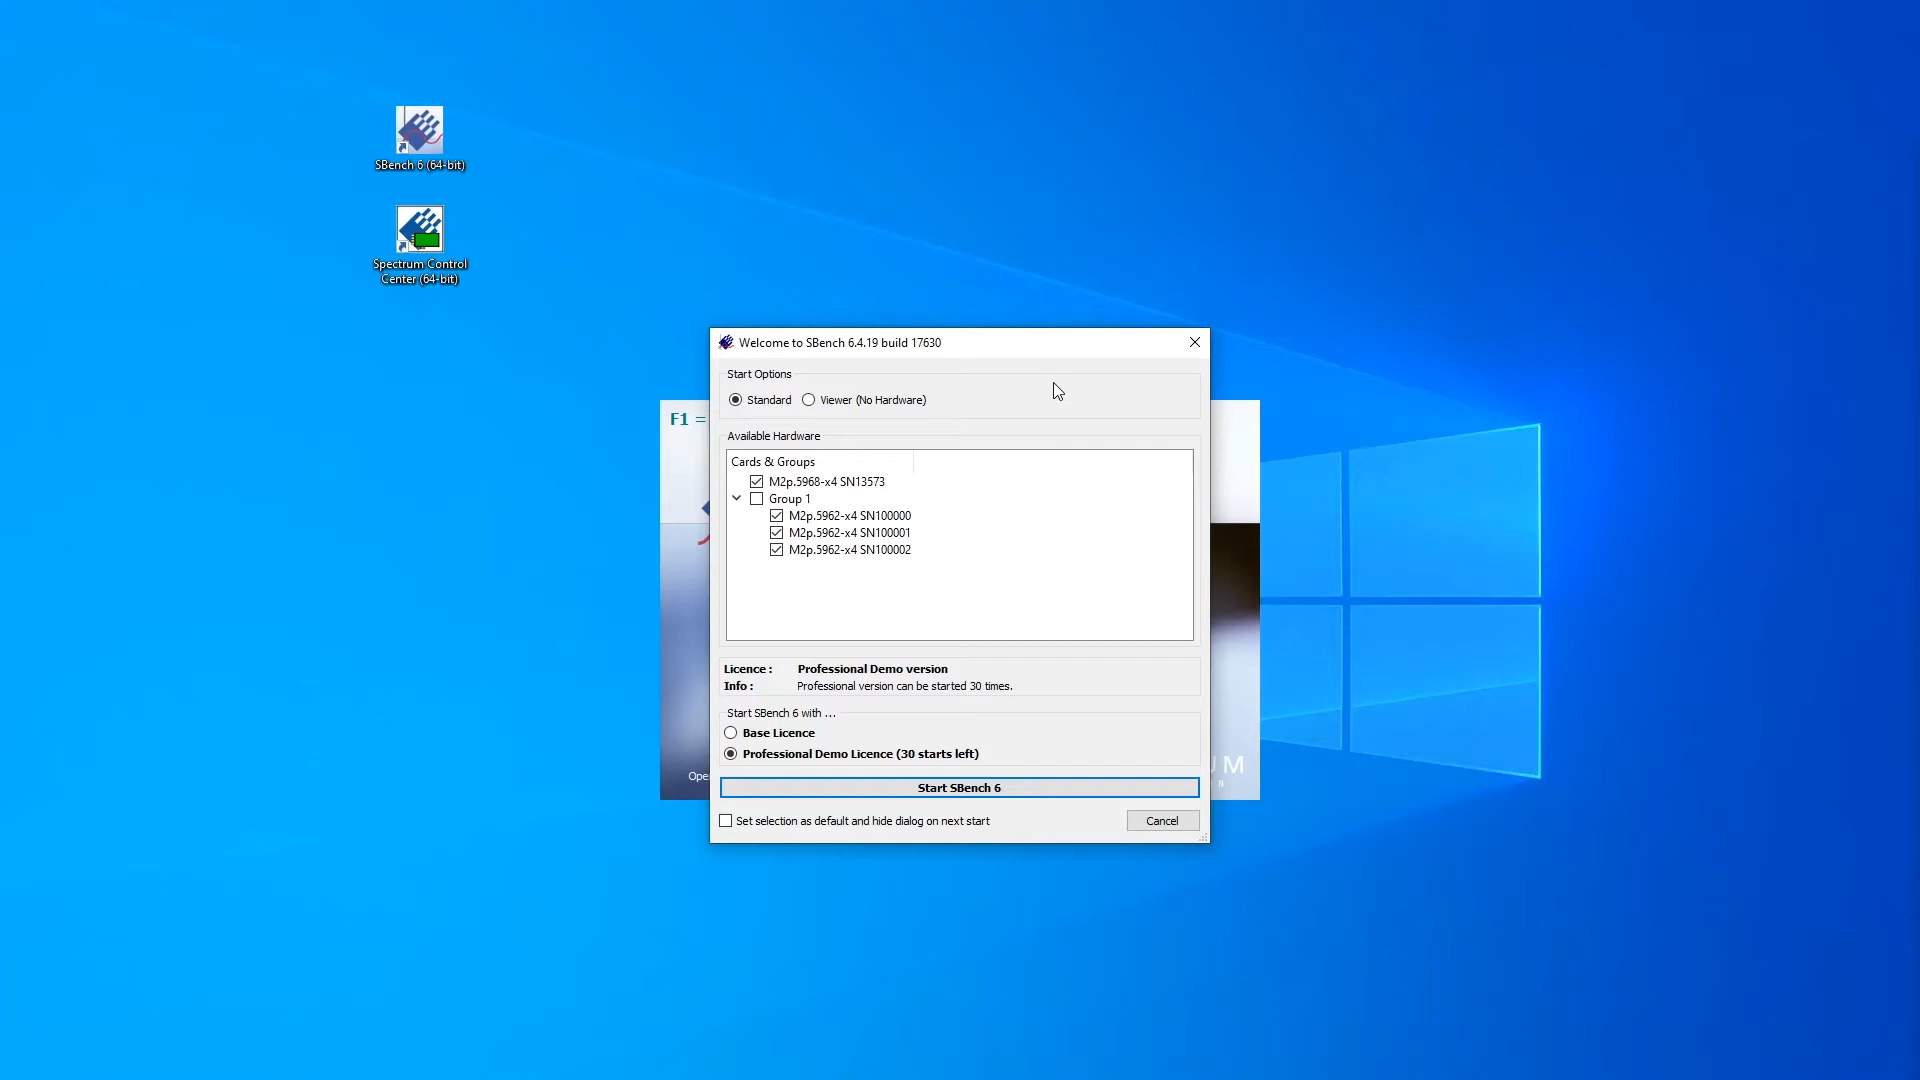 SBench 6 (64-bit)
Spectrum Control
Center (64-bit)
F1 =
Welcome to SBench 6.4.19 build 17630
Start Options
Standard
Viewer (No Hardware)
Available Hardware
Cards & Groups
M2p.5968-x4 SN13573
Group 1
M2p.5962-x4 SN100000
M2p.5962-x4 SN100001
M2p.5962-x4 SN100002
Licence : Professional Demo version
Info : Professional version can be started 30 times.
Start SBench 6 with ...
Base Licence
Professional Demo Licence (30 starts left)
Start SBench 6
Set selection as default and hide dialog on next start
Cancel